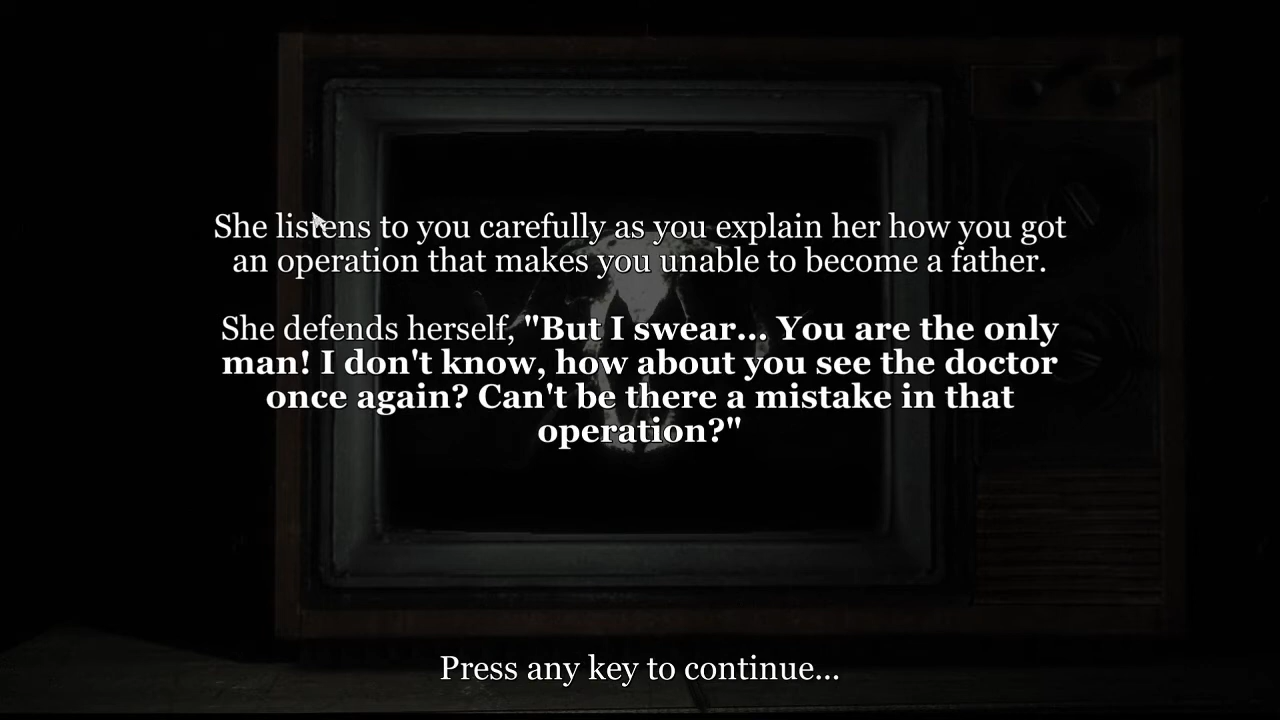 She listens to you carefully as you explain her how you got
an operation that makes you unable to become a father.
She defends herself, "But I swear... You are the only
man! I don't know, how about you see the doctor
once again? Can't be there a mistake in that
operation?"
Press any key to continue...